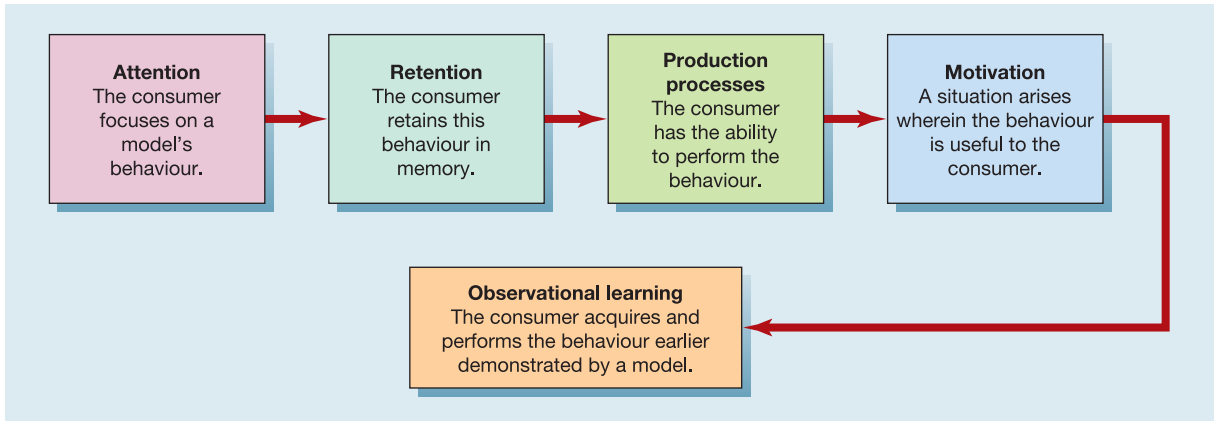 Attention
The consumer
focuses on a
model's
behaviour.
Retention
The consumer
retains this
behaviour in
memory.
Production
processes
The consumer
has the ability
to perform the
behaviour.
Motivation
A situation arises
wherein the behaviour
is useful to the
consumer.
Observational learning
The consumer acquires and
performs the behaviour earlier
demonstrated by a model.